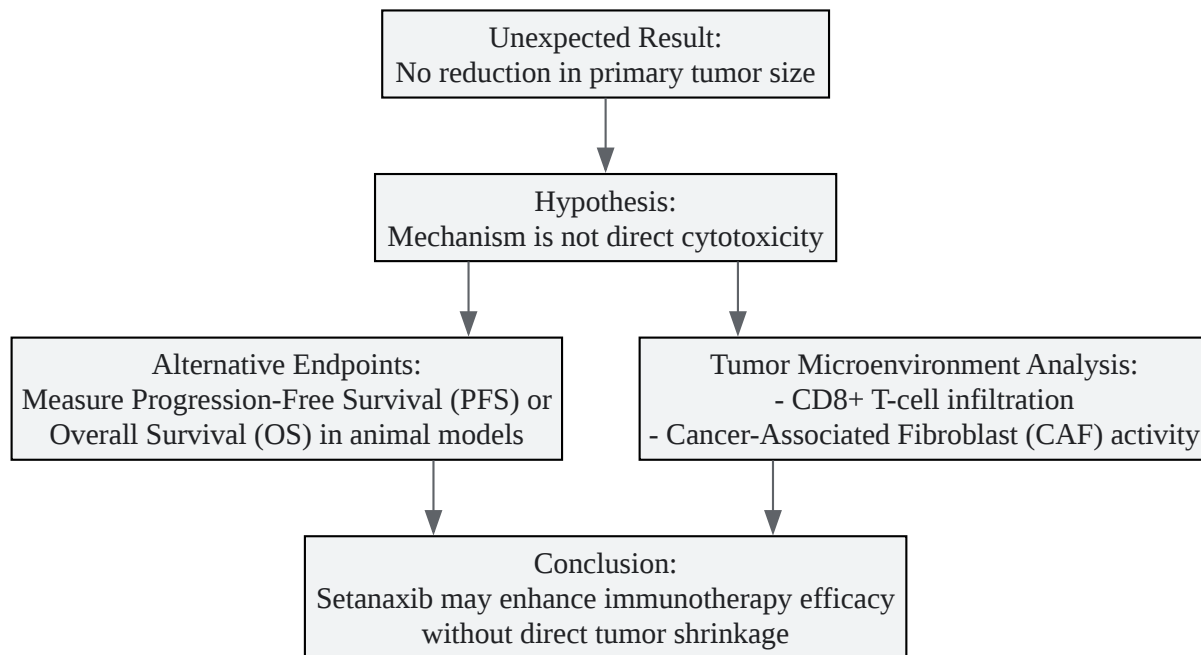 Unexpected Result:
No reduction in primary tumor size
Hypothesis:
Mechanism is not direct cytotoxicity
Alternative Endpoints:
Measure Progression-Free Survival (PFS) or
Overall Survival (OS) in animal models
Tumor Microenvironment Analysis:
- CD8+ T-cell infiltration
- Cancer-Associated Fibroblast (CAF) activity
Conclusion:
Setanaxib may enhance immunotherapy efficacy
without direct tumor shrinkage